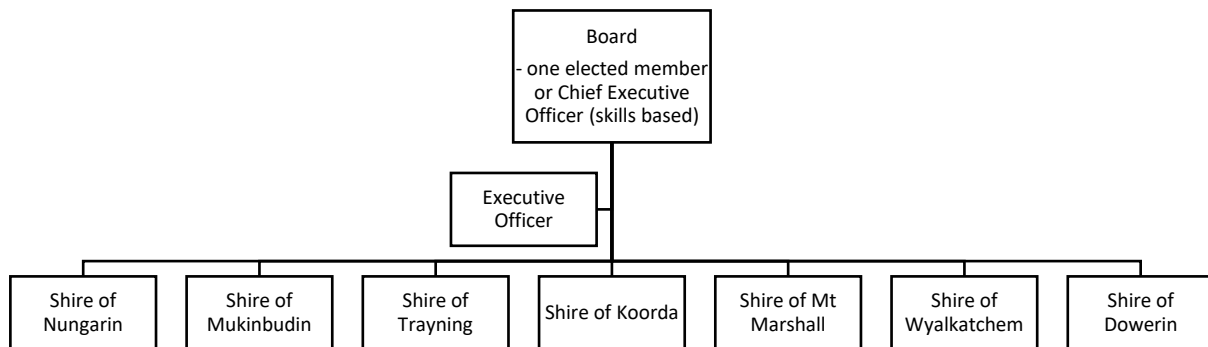 Board
- one elected member
or Chief Executive
Officer (skills based)
Executive
Officer
Shire of
Nungarin
Shire of
Mukinbudin
Shire of
Trayning
Shire of Koorda
Shire of Mt
Marshall
Shire of
Wyalkatchem
Shire of
Dowerin